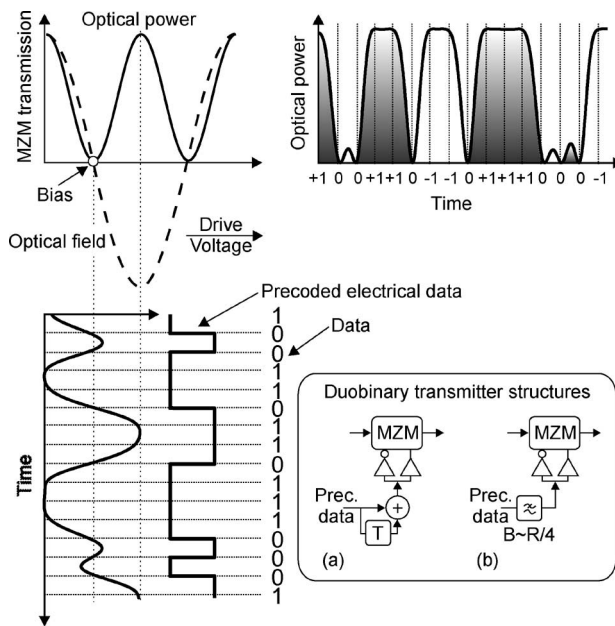 Optical power
MZM transmission
Bias
Optical field
Drive
Voltage
Optical power
+1 0 0 +1 +1 0 -1 -1 0 +1 +1 +1 0 0 0 -1
Time
Precoded electrical data
Data
1
0
0
1
1
0
1
1
0
1
1
1
0
0
0
1
Time
Duobinary transmitter structures
MZM
Prec.
data
+
T
(a)
MZM
Prec.
data
≈
B~R/4
(b)